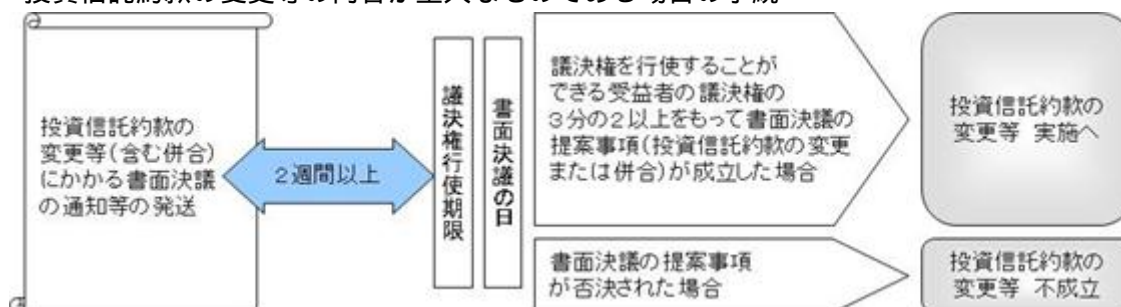 投資信託約款の変更等の内容が重大なものである場合の手続
投資信託約款の
変更等(含む併合)
にかかる書面決議
の通知等の発送
2週間以上
議決権行使期限
書面決議の日
議決権を行使することが
できる受益者の議決権の
3分の2以上をもって書面決議の
提案事項(投資信託約款の変更
または併合)が成立した場合
投資信託約款の
変更等 実施へ
書面決議の提案事項
が否決された場合
投資信託約款の
変更等 不成立